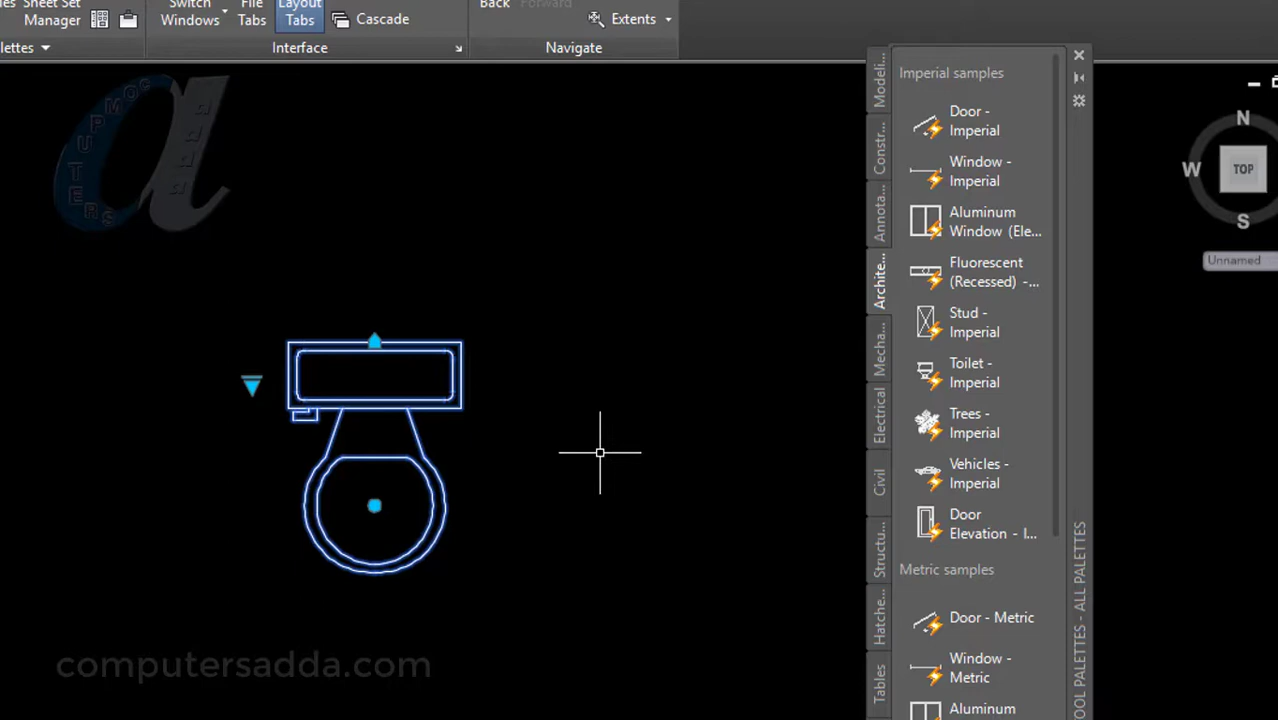 Switch
File
Layout
Back
Forward
Sheet Set
Manager
Windows
Tabs
Tabs
Cascade
Extents
lettes
Interface
Navigate
COMPUTERS
adda
Imperial samples
Door -
Imperial
Window -
Imperial
Aluminum
Window (Ele...
Fluorescent
(Recessed) -...
Stud -
Imperial
Toilet -
Imperial
Trees -
Imperial
Vehicles -
Imperial
Door
Elevation - I...
Metric samples
Door - Metric
Window -
Metric
Aluminum
Modeli...
Constr...
Annota...
Archite...
Mecha...
Electrical
Civil
Structu...
Hatche...
Tables
OOL PALETTES - ALL PALETTES
N
W
TOP
S
Unnamed
computersadda.com